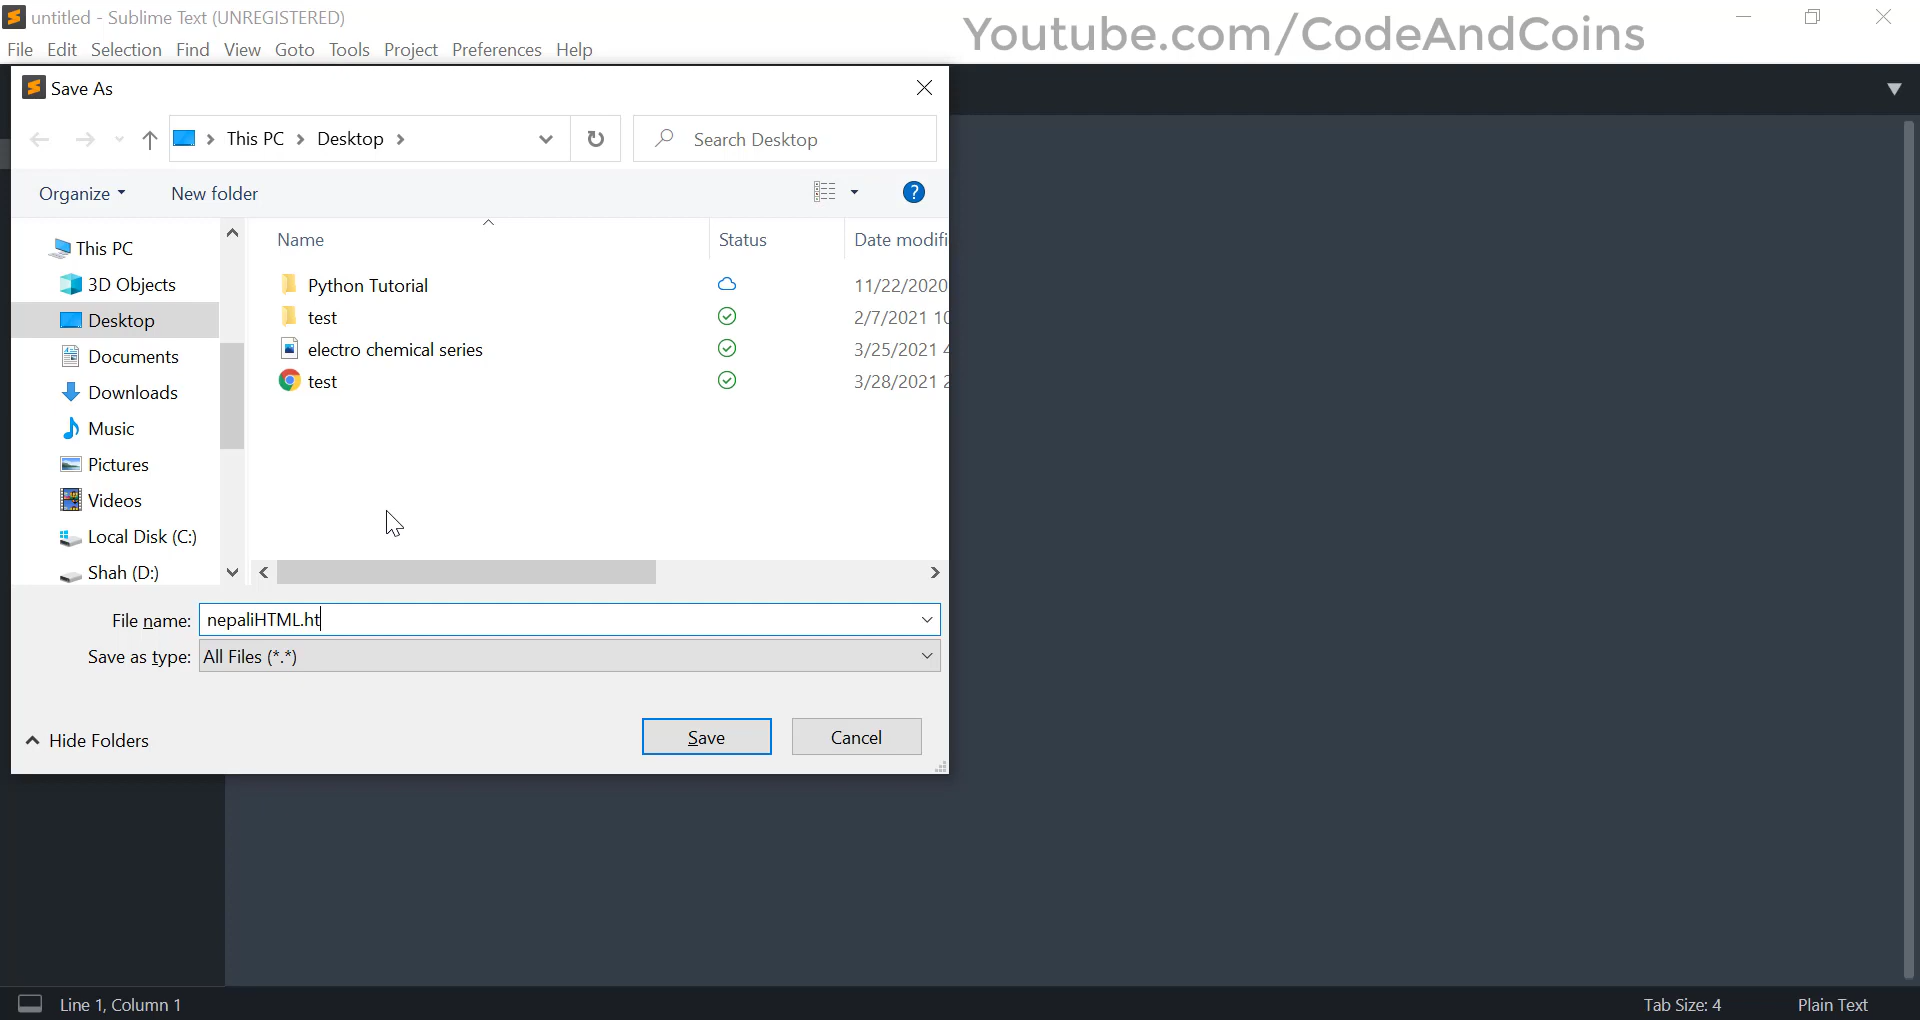 untitled - Sublime Text (UNREGISTERED)
Youtube.com/CodeAndCoins
File Edit Selection Find View Goto Tools Project Preferences Help
Save As
This PC > Desktop >
Search Desktop
Organize
New folder
?
This PC
3D Objects
Desktop
Documents
Downloads
Music
Pictures
Videos
Local Disk (C:)
Shah (D:)
Name Status Date modifi
Python Tutorial 11/22/2020
test 2/7/2021 10
electro chemical series 3/25/2021 4
test 3/28/2021 2
File name: nepaliHTML.ht
Save as type: All Files (*.*)
Hide Folders
Save
Cancel
Line 1, Column 1
Tab Size: 4
Plain Text